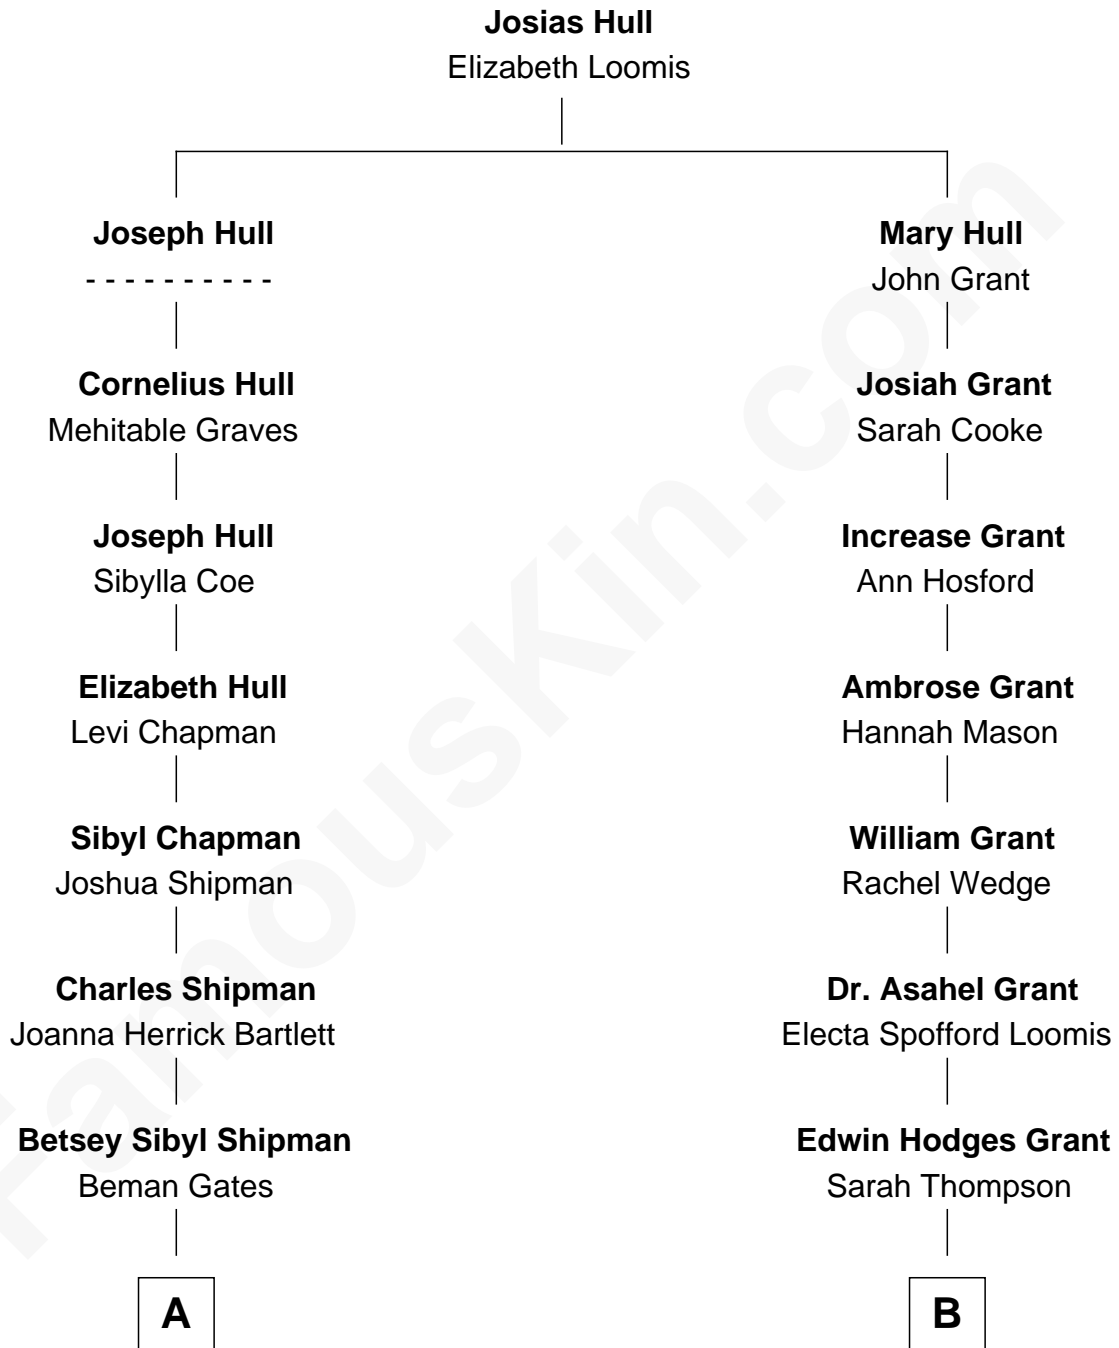 Josias Hull
Elizabeth Loomis
Joseph Hull
- - - - - - - - - -
Cornelius Hull
Mehitable Graves
Joseph Hull
Sibylla Coe
Elizabeth Hull
Levi Chapman
Sibyl Chapman
Joshua Shipman
Charles Shipman
Joanna Herrick Bartlett
Betsey Sibyl Shipman
Beman Gates
A
Mary Hull
John Grant
Josiah Grant
Sarah Cooke
Increase Grant
Ann Hosford
Ambrose Grant
Hannah Mason
William Grant
Rachel Wedge
Dr. Asahel Grant
Electa Spofford Loomis
Edwin Hodges Grant
Sarah Thompson
B
FamousKin.com